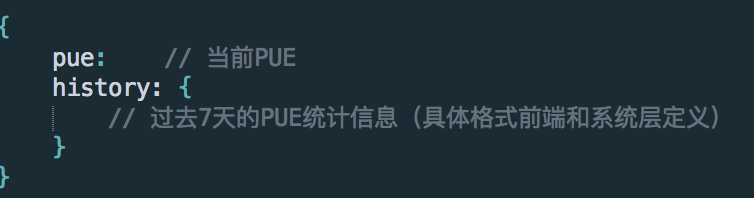 {
    pue:    // 当前PUE
    history: {
        // 过去7天的PUE统计信息（具体格式前端和系统层定义）
    }
}